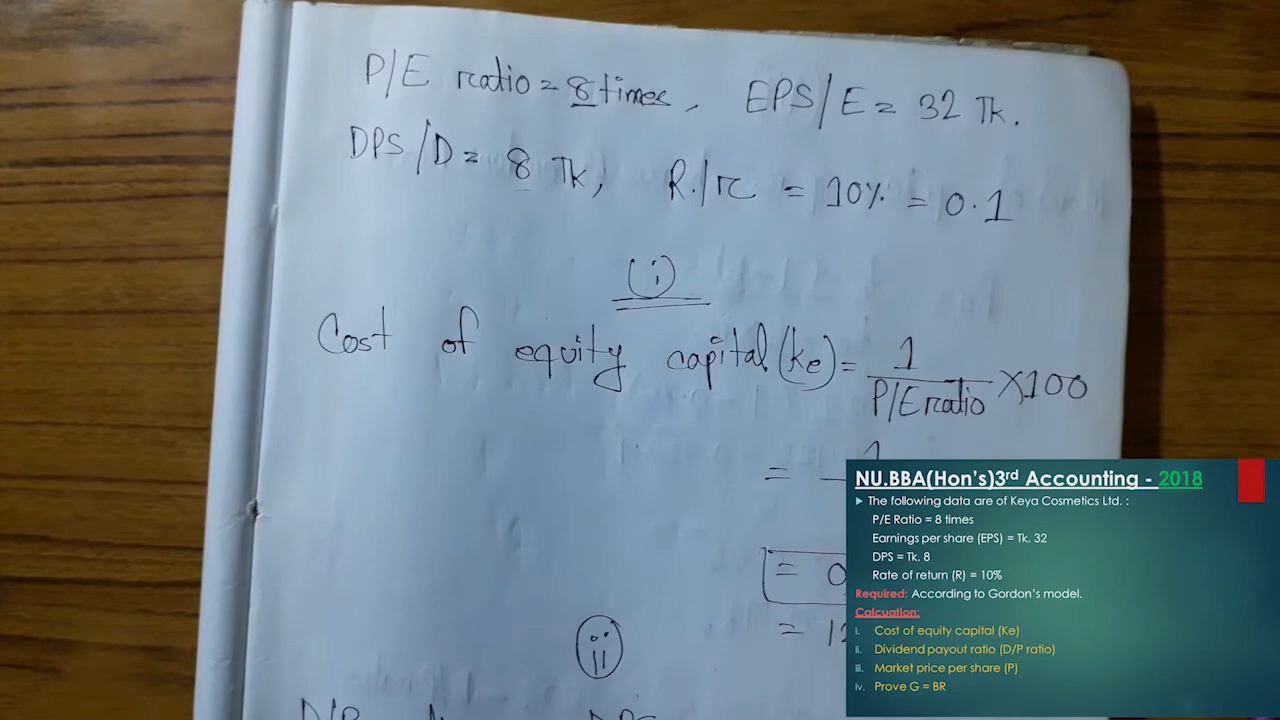 P/E ratio = 8 times, EPS/E = 32 Tk.
DPS/D = 8 Tk, R./r = 10% = 0.1
(i)
Cost of equity capital (ke) = 1 / P/E ratio X100
= 1
= 0
= 12
(ii)
NU.BBA(Hon's)3rd Accounting - 2018
The following data are of Keya Cosmetics Ltd. :
P/E Ratio = 8 times
Earnings per share (EPS) = Tk. 32
DPS = Tk. 8
Rate of return (R) = 10%
Required: According to Gordon's model.
Calcuation:
i. Cost of equity capital (Ke)
ii. Dividend payout ratio (D/P ratio)
iii. Market price per share (P)
iv. Prove G = BR